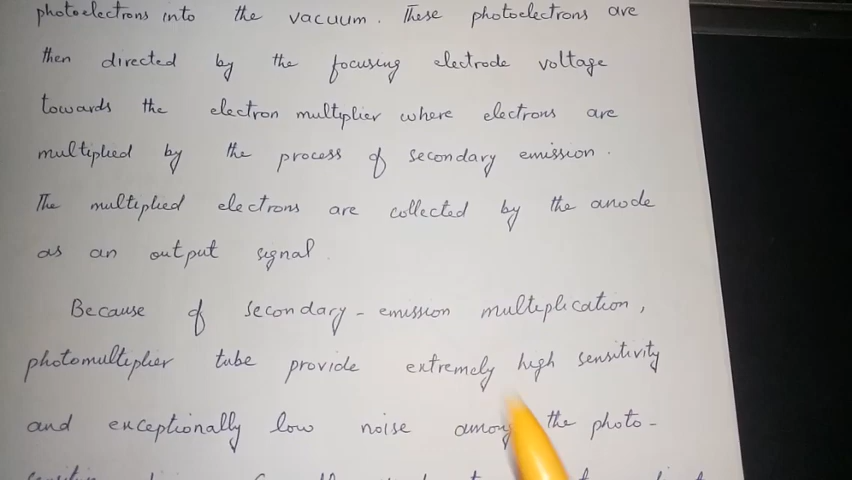 photoelectrons into the vacuum. These photoelectrons are
then directed by the focusing electrode voltage
towards the electron multiplier where electrons are
multiplied by the process of secondary emission.
The multiplied electrons are collected by the anode
as an output signal.
Because of secondary-emission multiplication,
photomultiplier tube provide extremely high sensitivity
and exceptionally low noise among the photo-